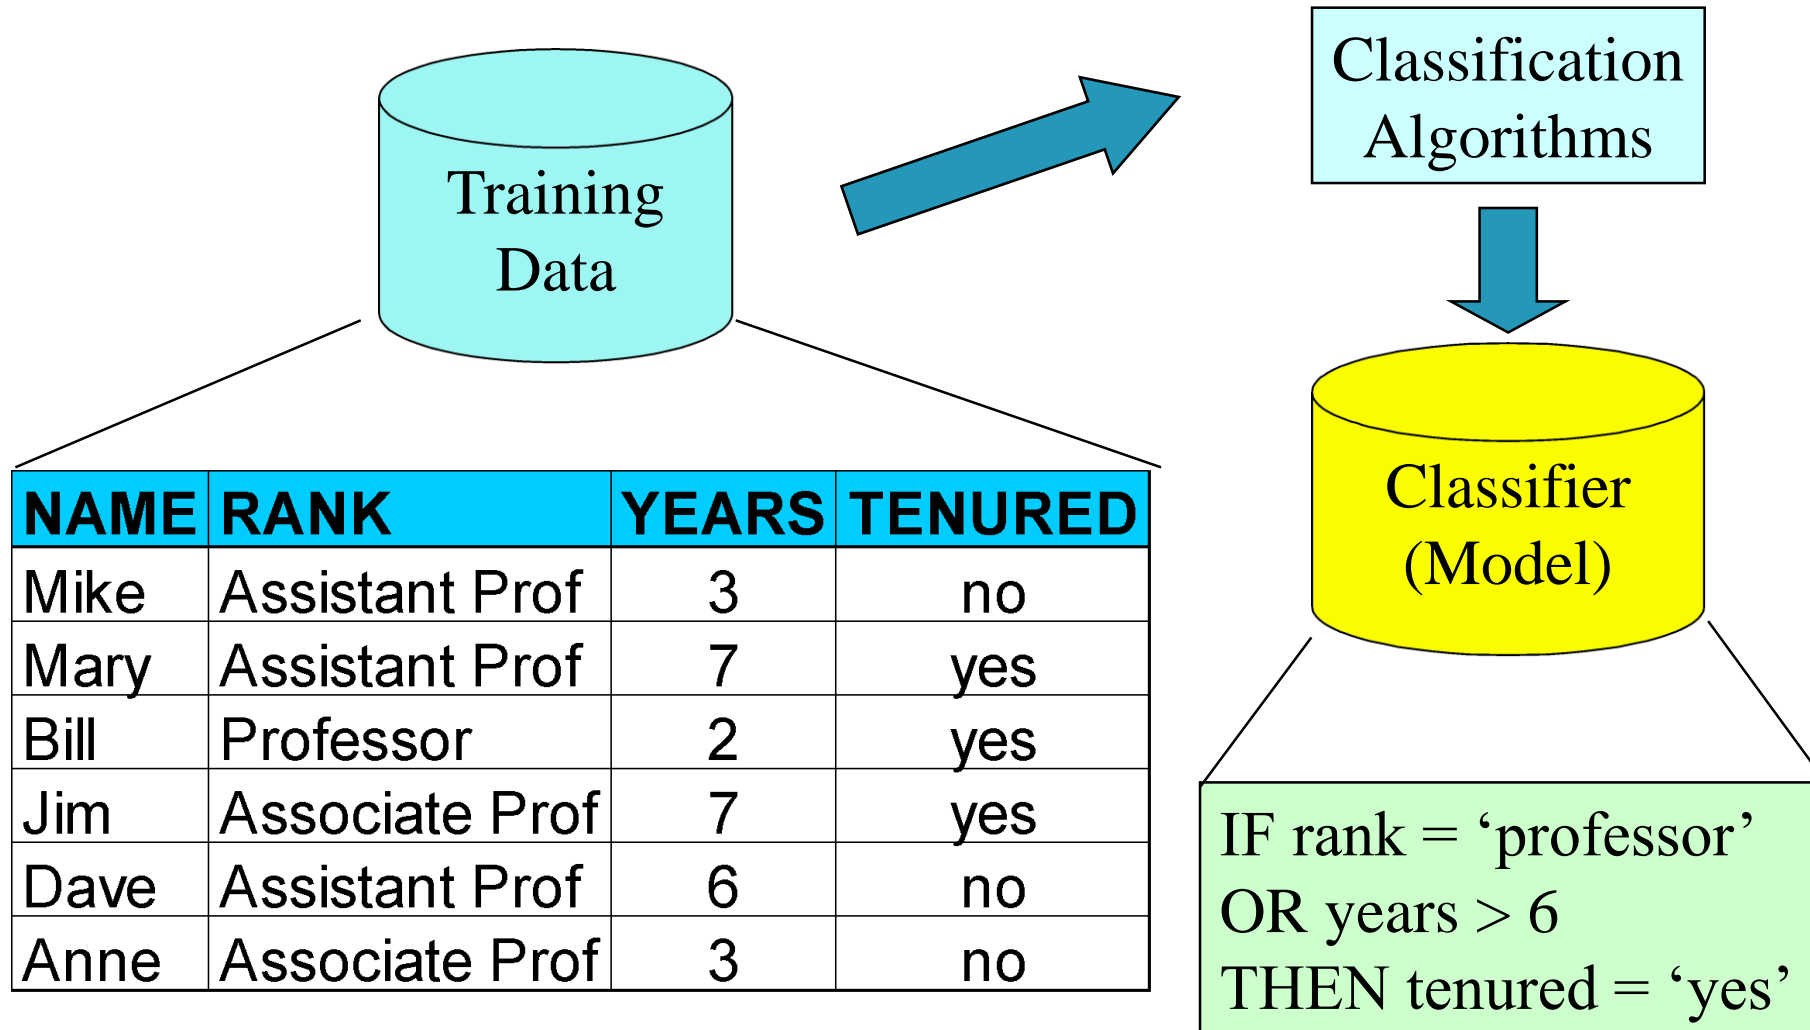 Training
Data
Classification
Algorithms
NAME RANK YEARS TENURED
Mike Assistant Prof 3 no
Mary Assistant Prof 7 yes
Bill Professor 2 yes
Jim Associate Prof 7 yes
Dave Assistant Prof 6 no
Anne Associate Prof 3 no
Classifier
(Model)
IF rank = ‘professor’
OR years > 6
THEN tenured = ‘yes’